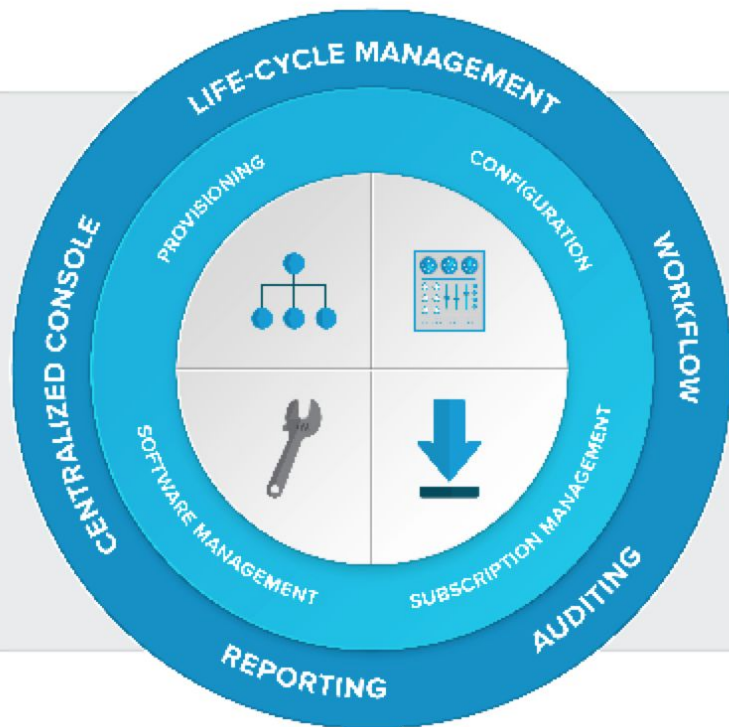 LIFE-CYCLE MANAGEMENT
WORKFLOW
AUDITING
REPORTING
CENTRALIZED CONSOLE
PROVISIONING
CONFIGURATION
SUBSCRIPTION MANAGEMENT
SOFTWARE MANAGEMENT